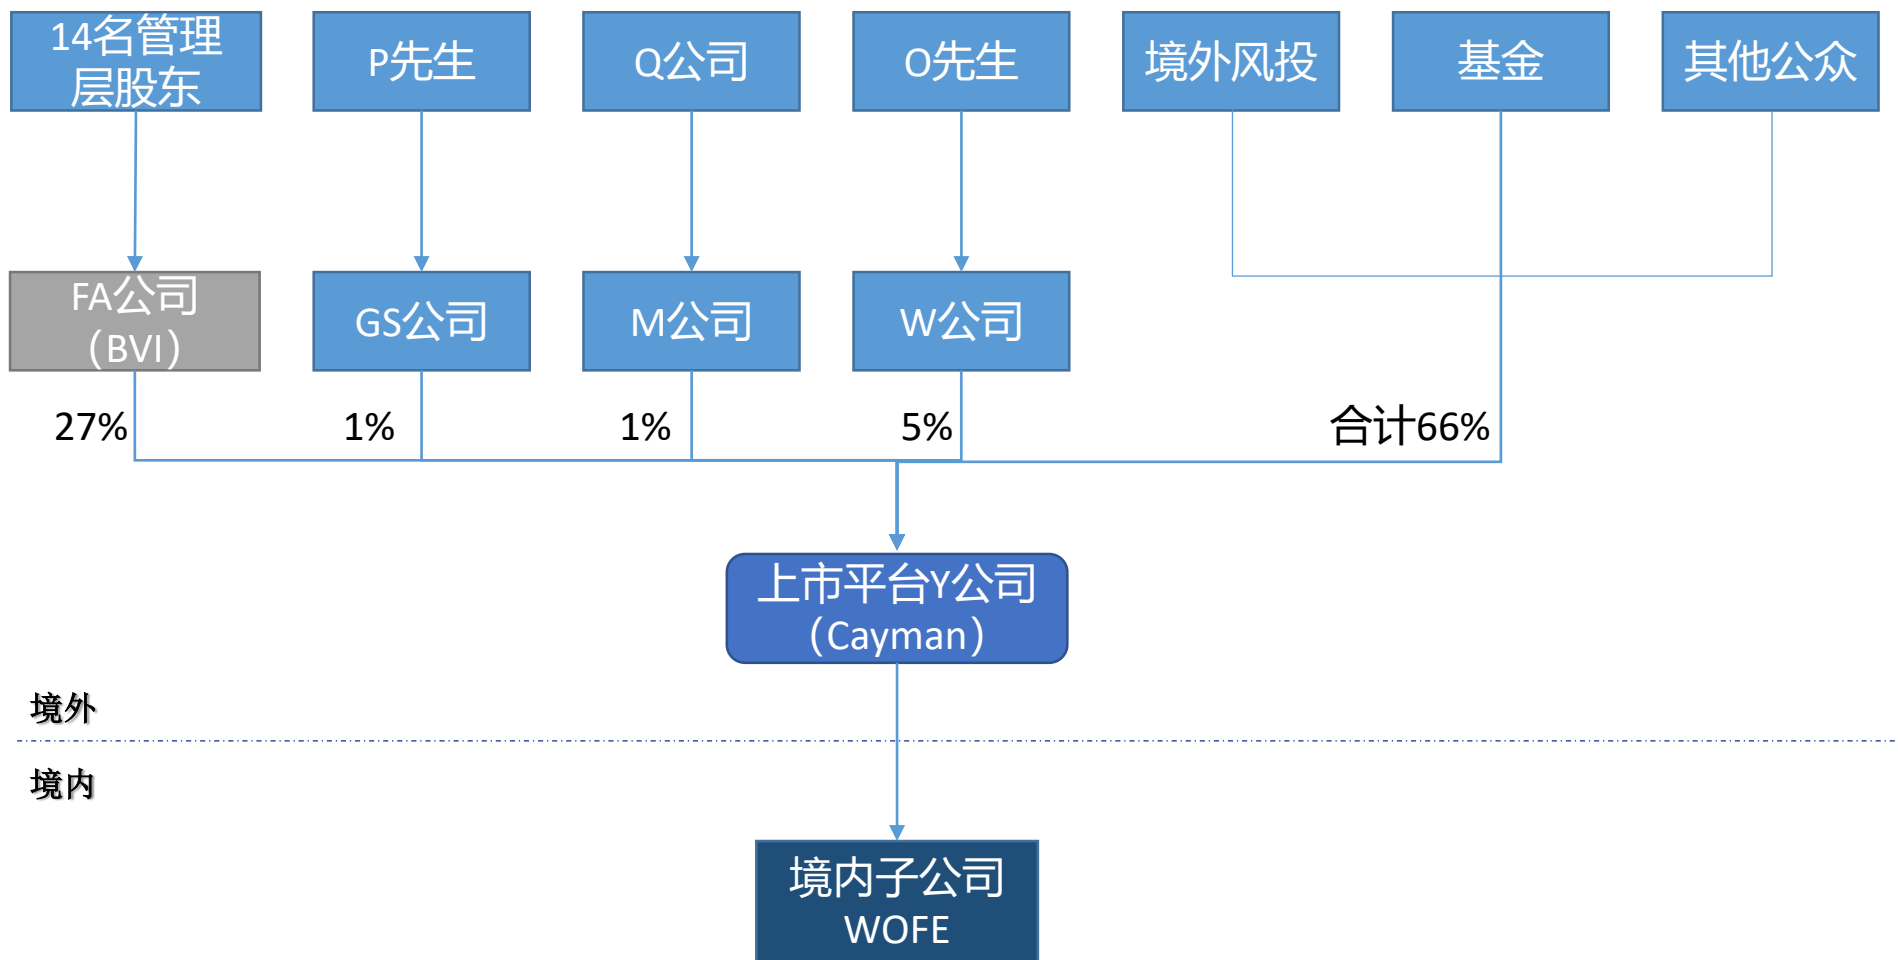 14名管理
层股东
P先生
Q公司
O先生
境外风投
基金
其他公众
FA公司
（BVI）
GS公司
M公司
W公司
27%
1%
1%
5%
合计66%
上市平台Y公司
（Cayman）
境外
境内
境内子公司
WOFE